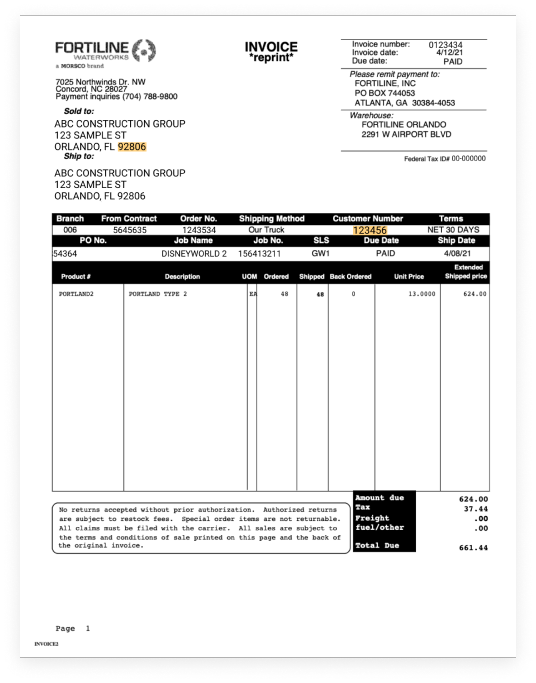 FORTILINE
WATERWORKS
a MORSCO brand
INVOICE
*reprint*
Invoice number: 0123434
Invoice date: 4/12/21
Due date: PAID
Please remit payment to:
FORTILINE, INC
PO BOX 744053
ATLANTA, GA 30384-4053
Warehouse:
FORTILINE ORLANDO
2291 W AIRPORT BLVD
Federal Tax ID# 00-000000
7025 Northwinds Dr. NW
Concord, NC 28027
Payment inquiries (704) 788-9800
Sold to:
ABC CONSTRUCTION GROUP
123 SAMPLE ST
ORLANDO, FL 92806
Ship to:
ABC CONSTRUCTION GROUP
123 SAMPLE ST
ORLANDO, FL 92806
Branch From Contract Order No. Shipping Method Customer Number Terms
006 5645635 1243534 Our Truck 123456 NET 30 DAYS
PO No. Job Name Job No. SLS Due Date Ship Date
54364 DISNEYWORLD 2 156413211 GW1 PAID 4/08/21
Product # Description UOM Ordered Shipped Back Ordered Unit Price Extended Shipped price
PORTLAND2 PORTLAND TYPE 2 EA 48 48 0 13.0000 624.00
No returns accepted without prior authorization. Authorized returns
are subject to restock fees. Special order items are not returnable.
All claims must be filed with the carrier. All sales are subject to
the terms and conditions of sale printed on this page and the back of
the original invoice.
Amount due 624.00
Tax 37.44
Freight .00
fuel/other .00
Total Due 661.44
Page 1
INVOICE2